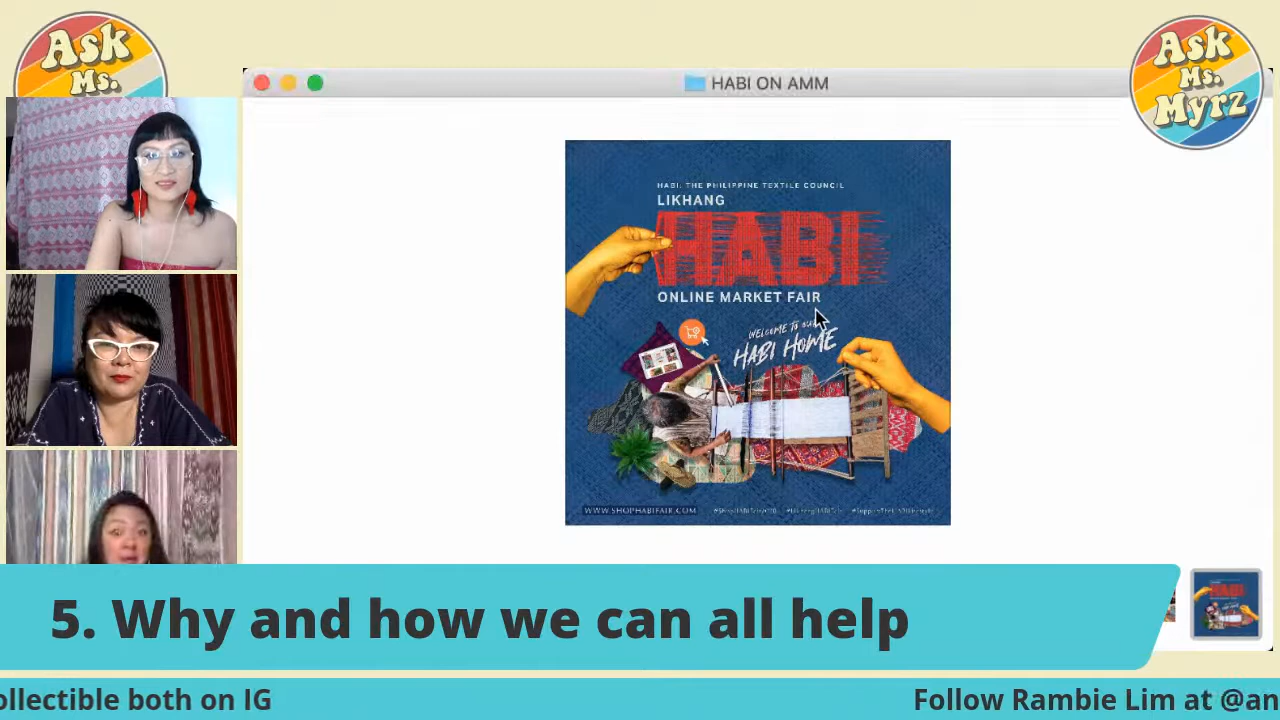 Ask
Ms.
HABI ON AMM
Ask
Ms.
Myrz
HABI: THE PHILIPPINE TEXTILE COUNCIL
LIKHANG
HABI
ONLINE MARKET FAIR
WELCOME TO OUR
HABI HOME
WWW.SHOPHABIFAIR.COM
5. Why and how we can all help
ollectible both on IG
Follow Rambie Lim at @an